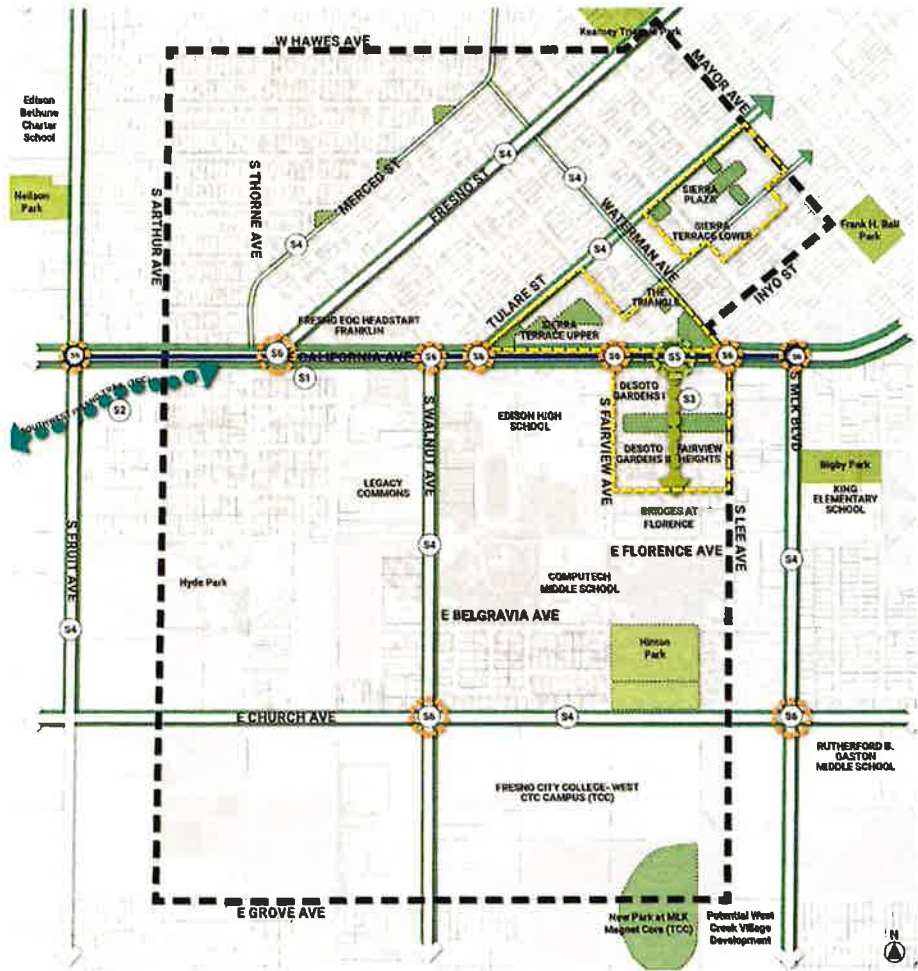 W HAWES AVE
Kearney Triangle Park
MAYOR AVE
Edison
Bethune
Charter
School
S THORNE AVE
MERCED ST
S4
S4
FRESNO ST
S4
SIERRA
PLAZA
Neilson
Park
S ARTHUR AVE
S4
WATERMAN AVE
SIERRA
TERRACE LOWER
Frank H. Ball
Park
S4
INYO ST
THE
TRIANGLE
TULARE ST
FRESNO EOC HEADSTART
FRANKLIN
SIERRA
TERRACE UPPER
S6
S6
CALIFORNIA AVE
S6
S6
S6
S5
S6
S6
S1
S2
DESOTO
GARDENS I
S3
S FAIRVIEW AVE
S WALNUT AVE
S MLK BLVD
EDISON HIGH
SCHOOL
DESOTO
GARDENS II
FAIRVIEW
HEIGHTS
Bigby Park
KING
ELEMENTARY
SCHOOL
LEGACY
COMMONS
BRIDGES AT
FLORENCE
S LEE AVE
S FRUIT AVE
S4
E FLORENCE AVE
S4
Hyde Park
COMPUTECH
MIDDLE SCHOOL
S4
E BELGRAVIA AVE
Hinton
Park
E CHURCH AVE
S6
S4
S6
RUTHERFORD B.
GASTON
MIDDLE SCHOOL
FRESNO CITY COLLEGE- WEST
CTC CAMPUS (TCC)
E GROVE AVE
New Park at MLK
Magnet Core (TCC)
Potential West
Creek Village
Development
N